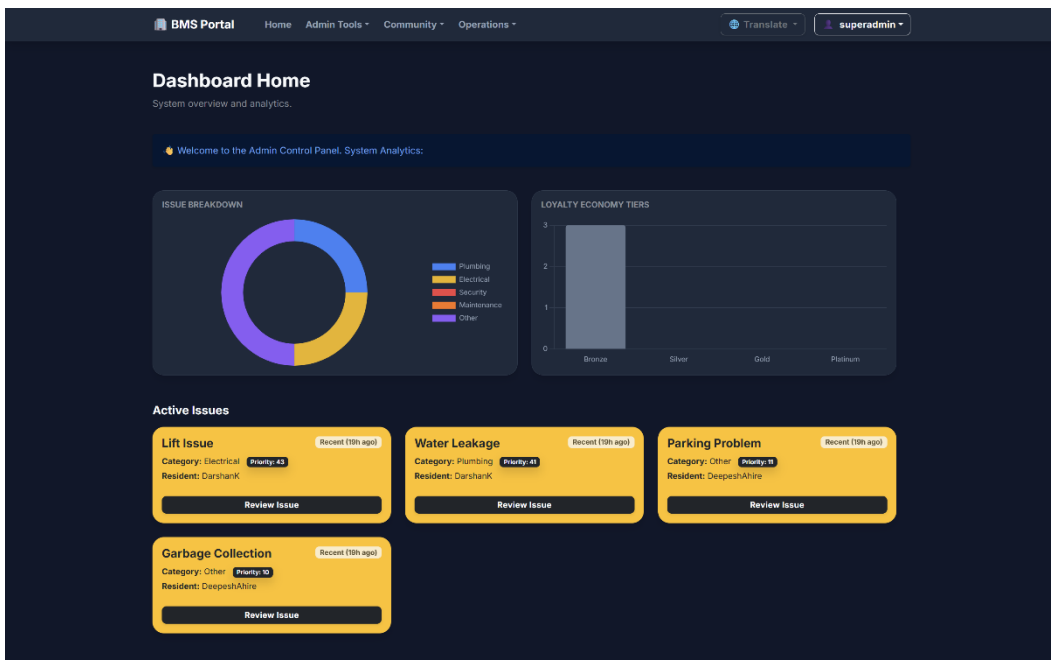 BMS Portal Home Admin Tools Community Operations Translate superadmin
Dashboard Home
System overview and analytics.
Welcome to the Admin Control Panel. System Analytics:
ISSUE BREAKDOWN
Plumbing
Electrical
Security
Maintenance
Other
LOYALTY ECONOMY TIERS
3
2
1
0
Bronze Silver Gold Platinum
Active Issues
Lift Issue Recent (19h ago)
Category: Electrical Priority: 43
Resident: DarshanK
Review Issue
Water Leakage Recent (19h ago)
Category: Plumbing Priority: 41
Resident: DarshanK
Review Issue
Parking Problem Recent (19h ago)
Category: Other Priority: 11
Resident: DeepeshAhire
Review Issue
Garbage Collection Recent (19h ago)
Category: Other Priority: 10
Resident: DeepeshAhire
Review Issue